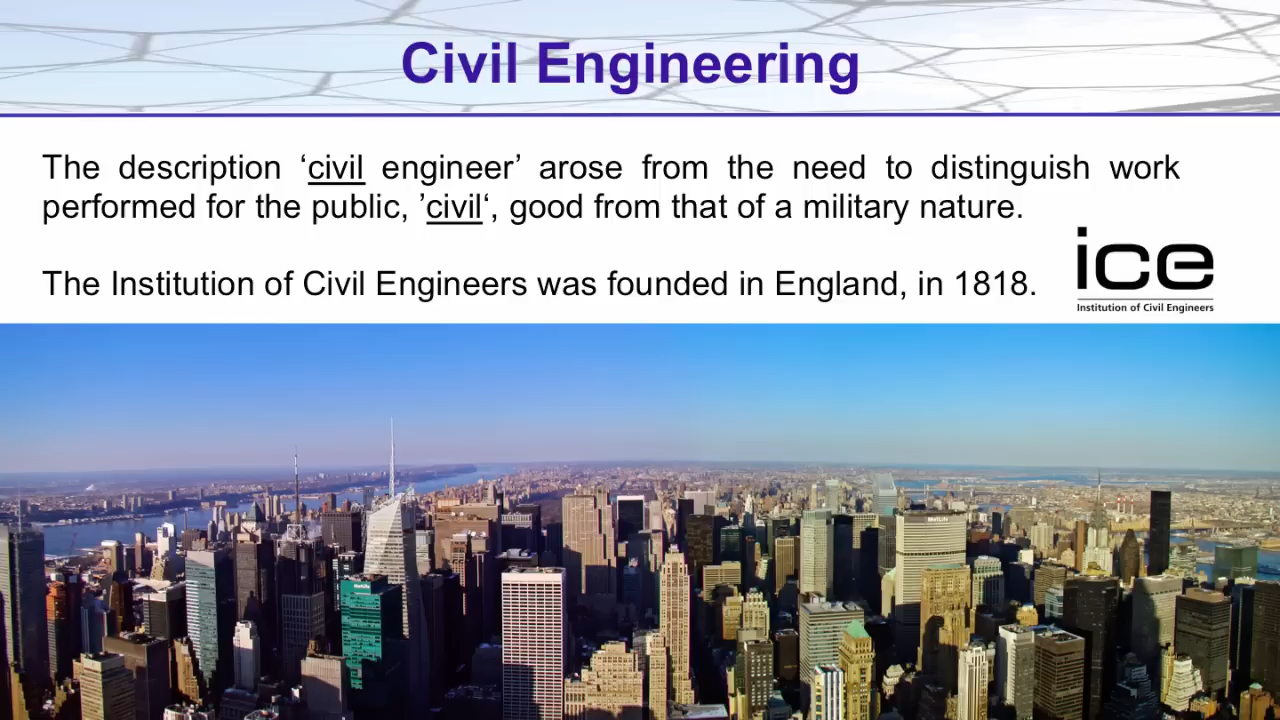 Civil Engineering
The description ‘civil engineer’ arose from the need to distinguish work
performed for the public, ’civil‘, good from that of a military nature.
The Institution of Civil Engineers was founded in England, in 1818.
ice
Institution of Civil Engineers
MetLife
MetLife